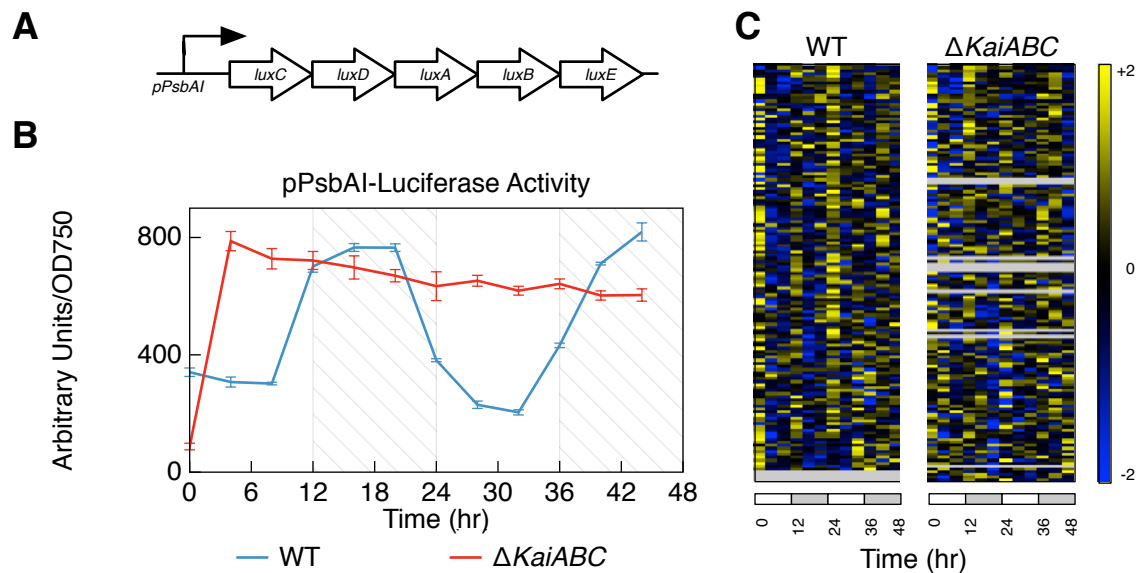 A
pPsbAI
luxC
luxD
luxA
luxB
luxE
B
pPsbAI-Luciferase Activity
Arbitrary Units/OD750
800
400
0
0 6 12 18 24 30 36 42 48
Time (hr)
WT
ΔKaiABC
C
WT
ΔKaiABC
+2
0
-2
0 12 24 36 48
0 12 24 36 48
Time (hr)